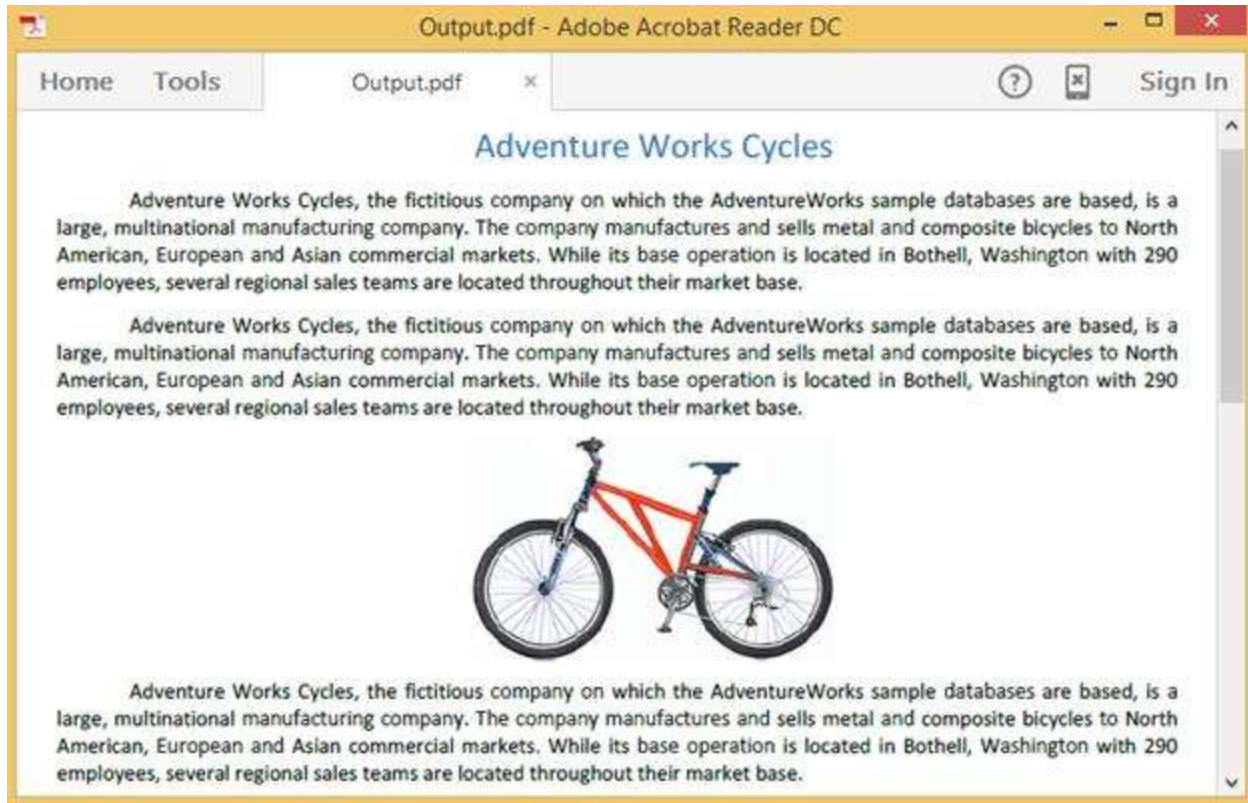 Output.pdf - Adobe Acrobat Reader DC
Home Tools Output.pdf × ? Sign In
Adventure Works Cycles
Adventure Works Cycles, the fictitious company on which the AdventureWorks sample databases are based, is a
large, multinational manufacturing company. The company manufactures and sells metal and composite bicycles to North
American, European and Asian commercial markets. While its base operation is located in Bothell, Washington with 290
employees, several regional sales teams are located throughout their market base.
Adventure Works Cycles, the fictitious company on which the AdventureWorks sample databases are based, is a
large, multinational manufacturing company. The company manufactures and sells metal and composite bicycles to North
American, European and Asian commercial markets. While its base operation is located in Bothell, Washington with 290
employees, several regional sales teams are located throughout their market base.
Adventure Works Cycles, the fictitious company on which the AdventureWorks sample databases are based, is a
large, multinational manufacturing company. The company manufactures and sells metal and composite bicycles to North
American, European and Asian commercial markets. While its base operation is located in Bothell, Washington with 290
employees, several regional sales teams are located throughout their market base.